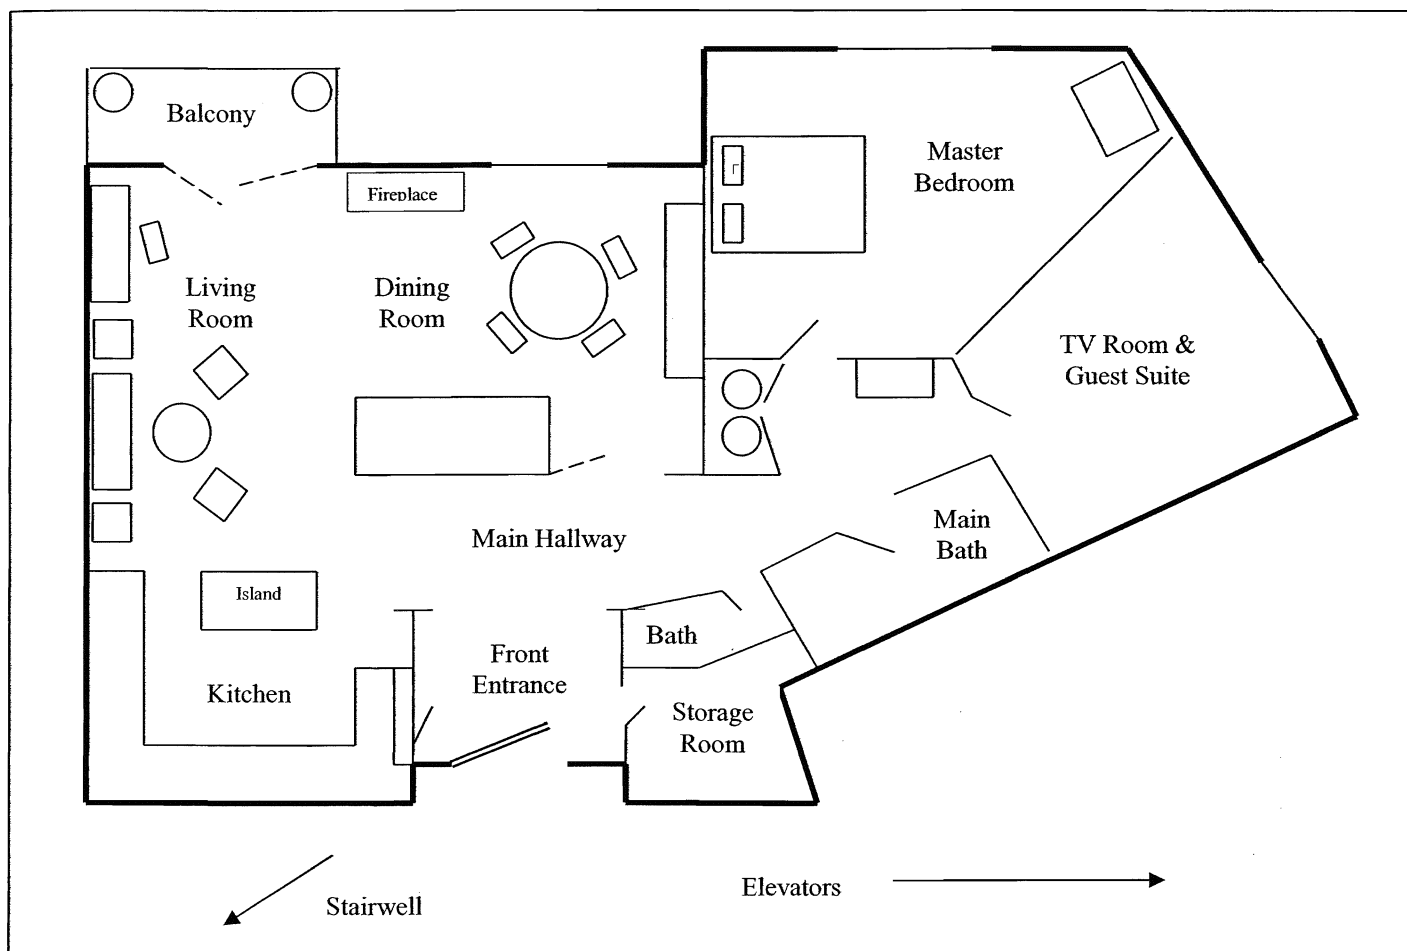 Balcony
Master
Bedroom
Fireplace
Living
Room
Dining
Room
TV Room &
Guest Suite
Main
Bath
Main Hallway
Island
Bath
Front
Entrance
Kitchen
Storage
Room
Elevators
Stairwell